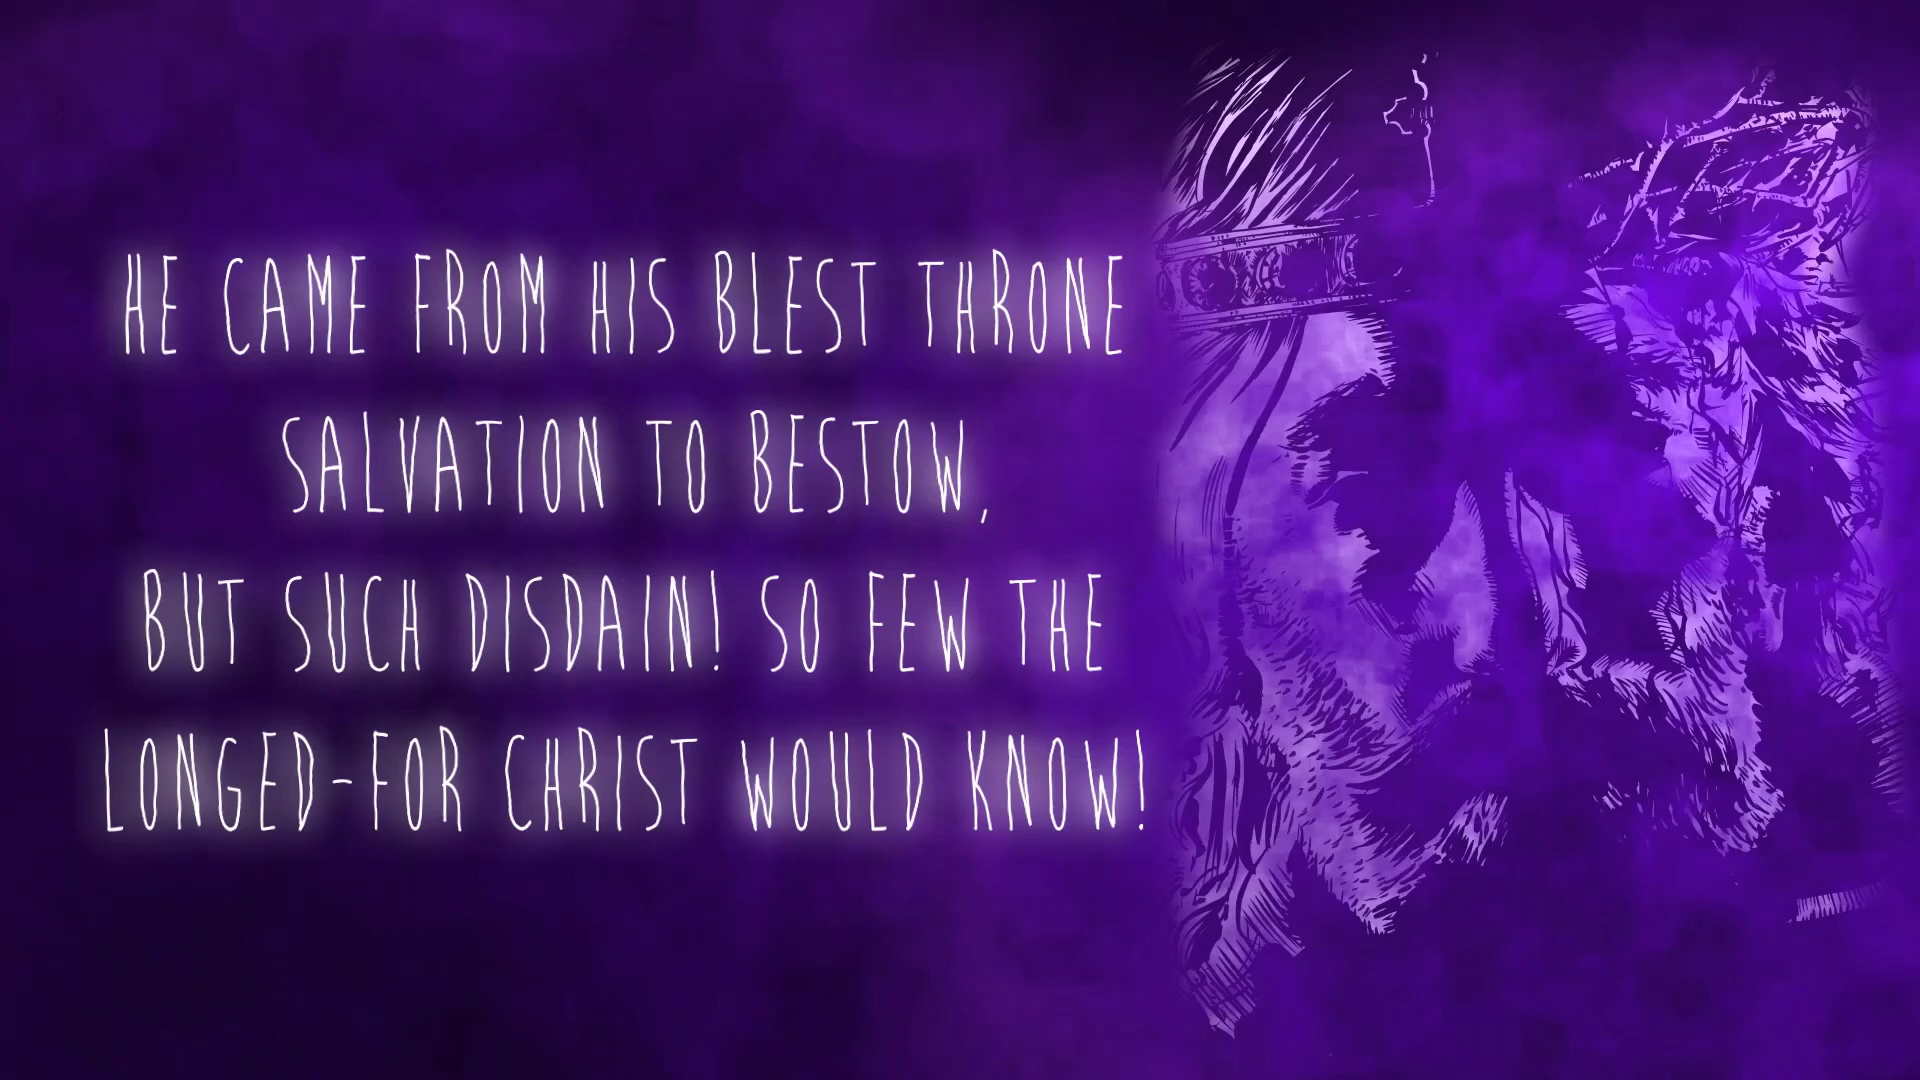 HE CAME FROM HIS BLEST THRONE
SALVATION TO BESTOW,
BUT SUCH DISDAIN! SO FEW THE
LONGED-FOR CHRIST WOULD KNOW!